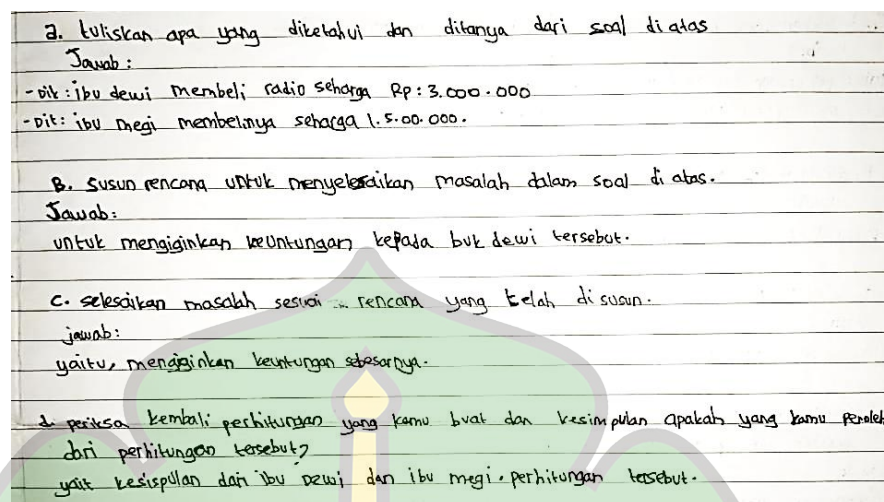 a. tuliskan apa yang diketahui dan ditanya dari soal di atas
Jawab :
- Dik : ibu dewi membeli radio seharga Rp : 3.000.000
- Dit : ibu megi membelinya seharga 1.5.00.000.
B. Susun rencana untuk menyelesaikan masalah dalam soal di atas.
Jawab :
untuk mengiginkan keuntungan kepada buk dewi tersebut.
C. selesaikan masalah sesuai rencana yang telah di susun.
jawab :
yaitu, mengiginkan keuntungan sebesarnya.
d. periksa kembali perhitungan yang kamu buat dan kesimpulan apakah yang kamu peroleh
dari perhitungan tersebut?
yait kesispulan dari ibu Dewi dan ibu megi. perhitungan tersebut.